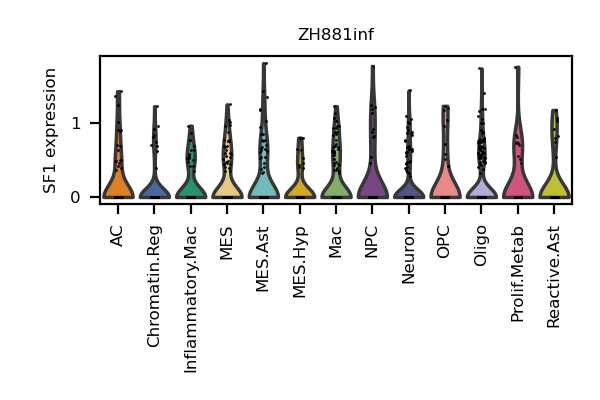 ZH881inf
SF1 expression
1
0
AC
Chromatin.Reg
Inflammatory.Mac
MES
MES.Ast
MES.Hyp
Mac
NPC
Neuron
OPC
Oligo
Prolif.Metab
Reactive.Ast